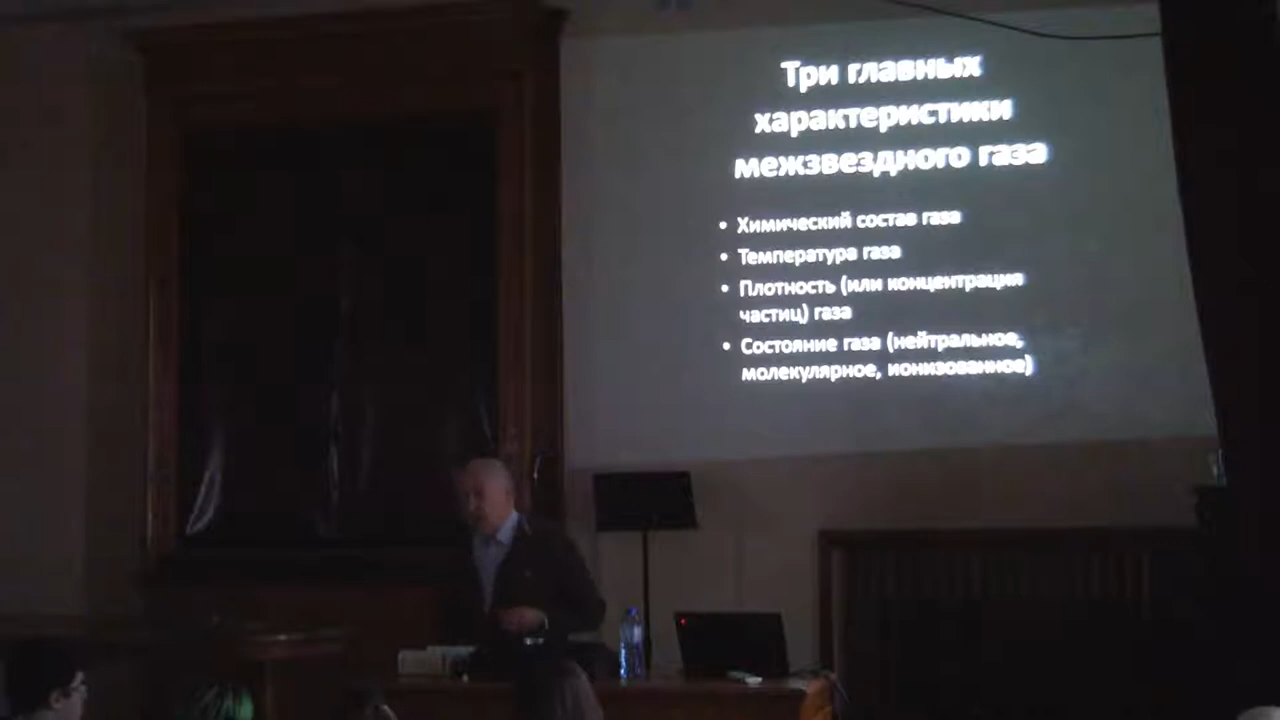 Три главных
характеристики
межзвездного газа
• Химический состав газа
• Температура газа
• Плотность (или концентрация
частиц) газа
• Состояние газа (нейтральное,
молекулярное, ионизованное)